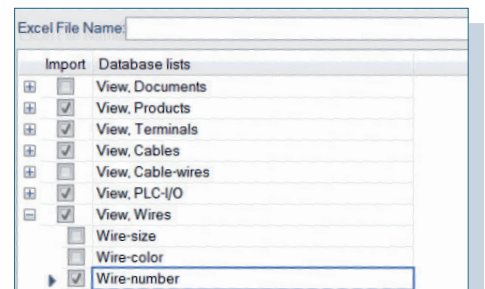 Excel File Name:
Import Database lists
View, Documents
View, Products
View, Terminals
View, Cables
View, Cable-wires
View, PLC-I/O
View, Wires
Wire-size
Wire-color
Wire-number